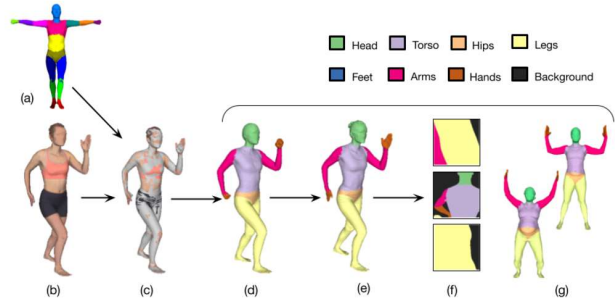 Head Torso Hips Legs
Feet Arms Hands Background
(a)
(b) (c) (d) (e) (f) (g)